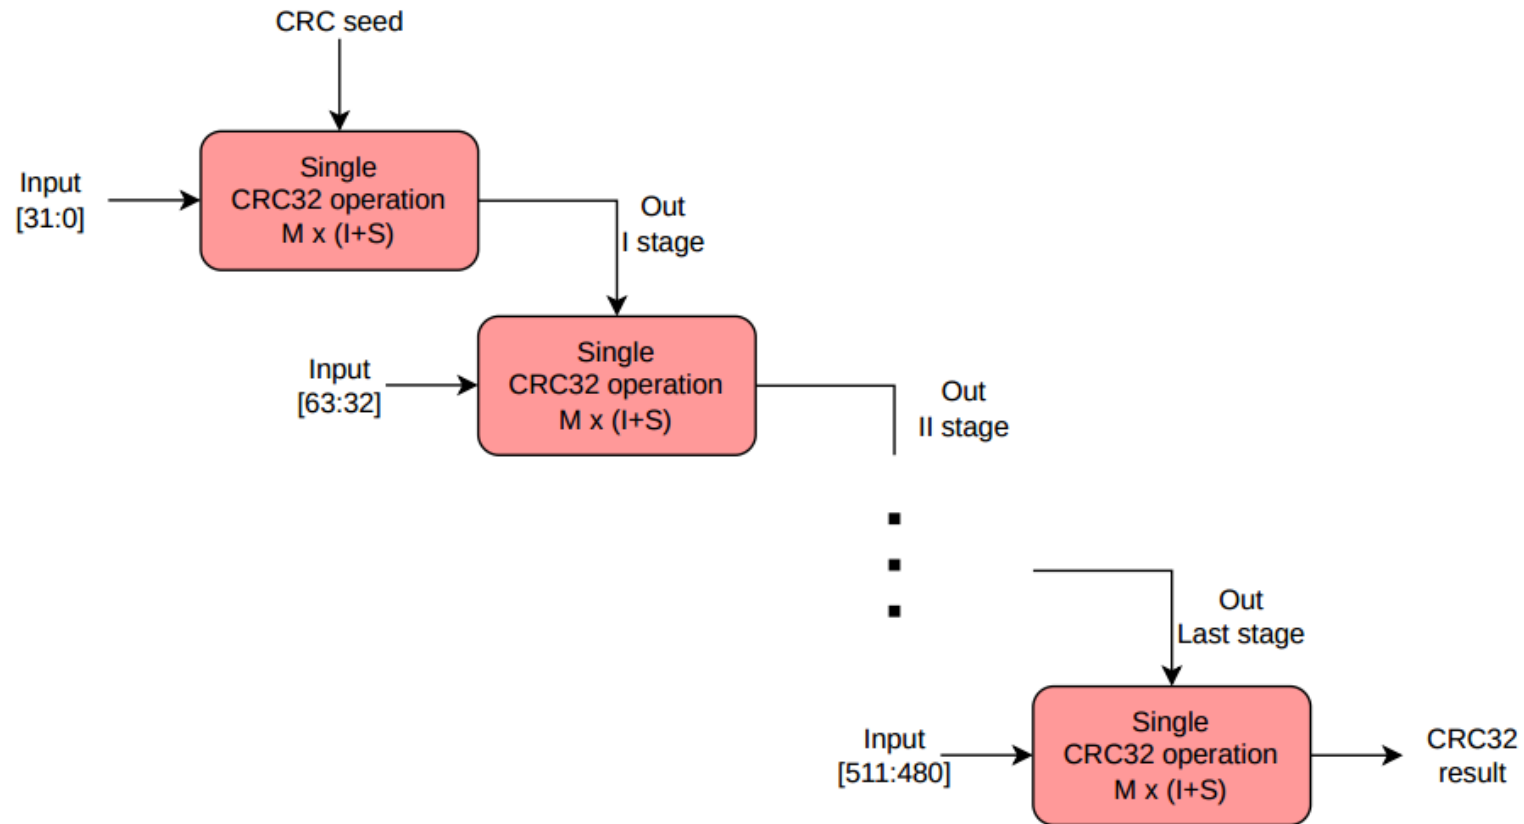 CRC seed
Input
[31:0]
Single
CRC32 operation
M x (I+S)
Out
I stage
Input
[63:32]
Single
CRC32 operation
M x (I+S)
Out
II stage
Out
Last stage
Input
[511:480]
Single
CRC32 operation
M x (I+S)
CRC32
result